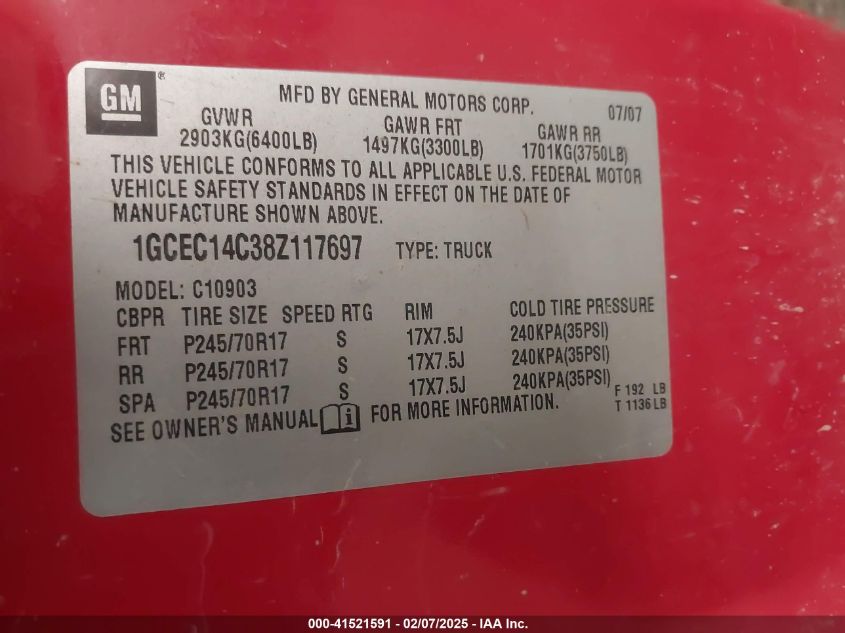 GM ®
MFD BY GENERAL MOTORS CORP. 07/07
GVWR GAWR FRT GAWR RR
2903KG(6400LB) 1497KG(3300LB) 1701KG(3750LB)
THIS VEHICLE CONFORMS TO ALL APPLICABLE U.S. FEDERAL MOTOR
VEHICLE SAFETY STANDARDS IN EFFECT ON THE DATE OF
MANUFACTURE SHOWN ABOVE.
1GCEC14C38Z117697 TYPE: TRUCK
MODEL: C10903
CBPR TIRE SIZE SPEED RTG RIM COLD TIRE PRESSURE
FRT P245/70R17 S 17X7.5J 240KPA(35PSI)
RR P245/70R17 S 17X7.5J 240KPA(35PSI)
SPA P245/70R17 S 17X7.5J 240KPA(35PSI)
F 192 LB
T 1136 LB
SEE OWNER'S MANUAL i FOR MORE INFORMATION.
000-41521591 - 02/07/2025 - IAA Inc.